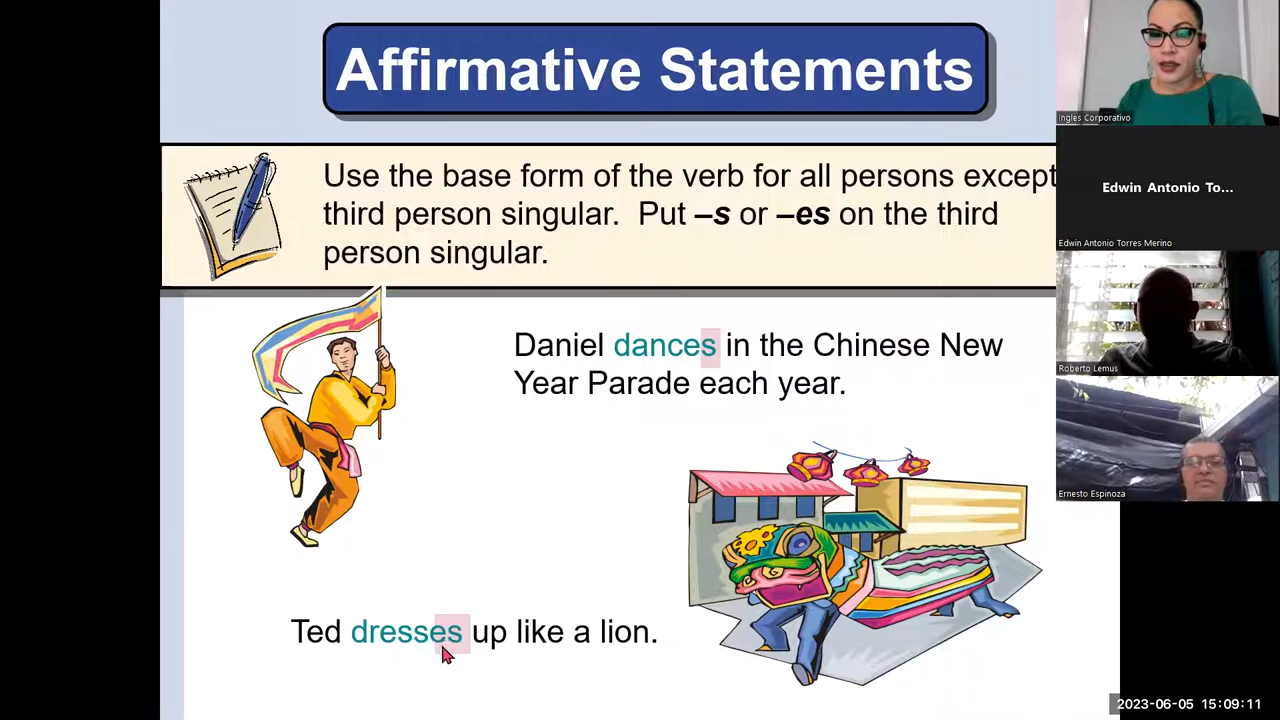 Affirmative Statements
Use the base form of the verb for all persons except
third person singular. Put –s or –es on the third
person singular.
Daniel dances in the Chinese New
Year Parade each year.
Ted dresses up like a lion.
Ingles Corporativo
Edwin Antonio To...
Edwin Antonio Torres Merino
Roberto Lemus
Ernesto Espinoza
2023-06-05 15:09:11